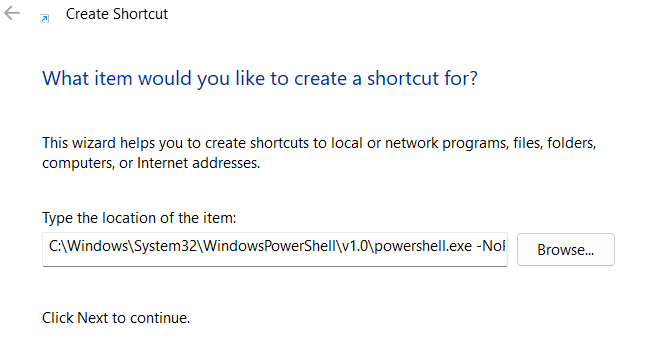 Create Shortcut
What item would you like to create a shortcut for?
This wizard helps you to create shortcuts to local or network programs, files, folders,
computers, or Internet addresses.
Type the location of the item:
C:\Windows\System32\WindowsPowerShell\v1.0\powershell.exe -No
Browse...
Click Next to continue.